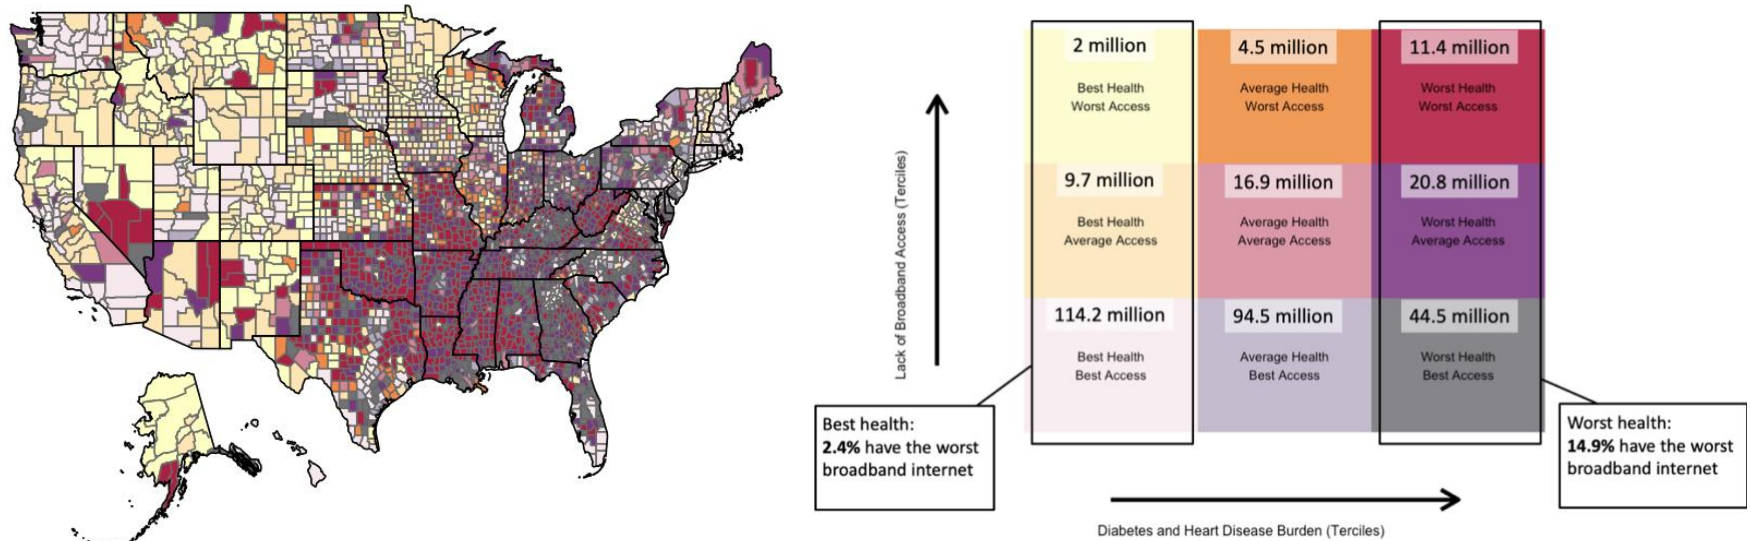 2 million
Best Health
Worst Access
4.5 million
Average Health
Worst Access
11.4 million
Worst Health
Worst Access
9.7 million
Best Health
Average Access
16.9 million
Average Health
Average Access
20.8 million
Worst Health
Average Access
114.2 million
Best Health
Best Access
94.5 million
Average Health
Best Access
44.5 million
Worst Health
Best Access
Lack of Broadband Access (Terciles)
Best health:
2.4% have the worst
broadband internet
Worst health:
14.9% have the worst
broadband internet
Diabetes and Heart Disease Burden (Terciles)